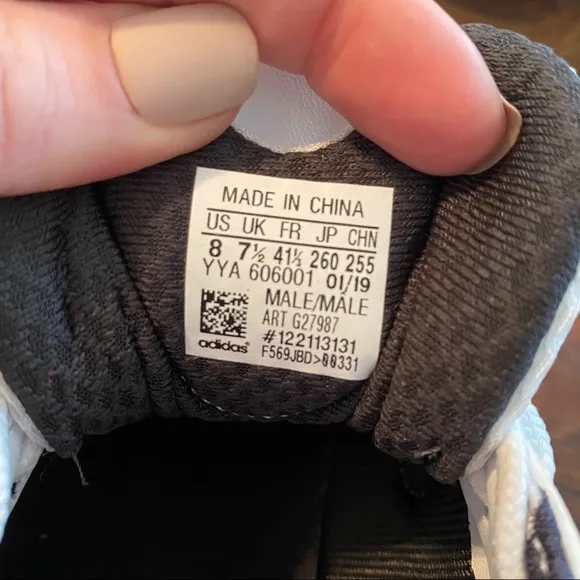 MADE IN CHINA
US UK FR JP CHN
8 7½ 41⅓ 260 255
YYA 606001 01/19
MALE/MÂLE
ART G27987
#122113131
adidas® F569JBD>00331